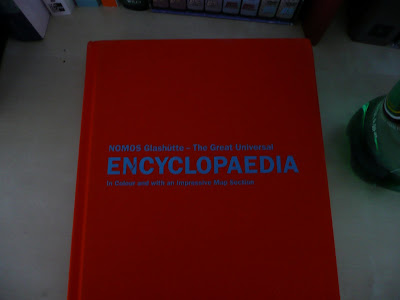 NOMOS Glashütte – The Great Universal
ENCYCLOPAEDIA
In Colour and with an impressive Map Section